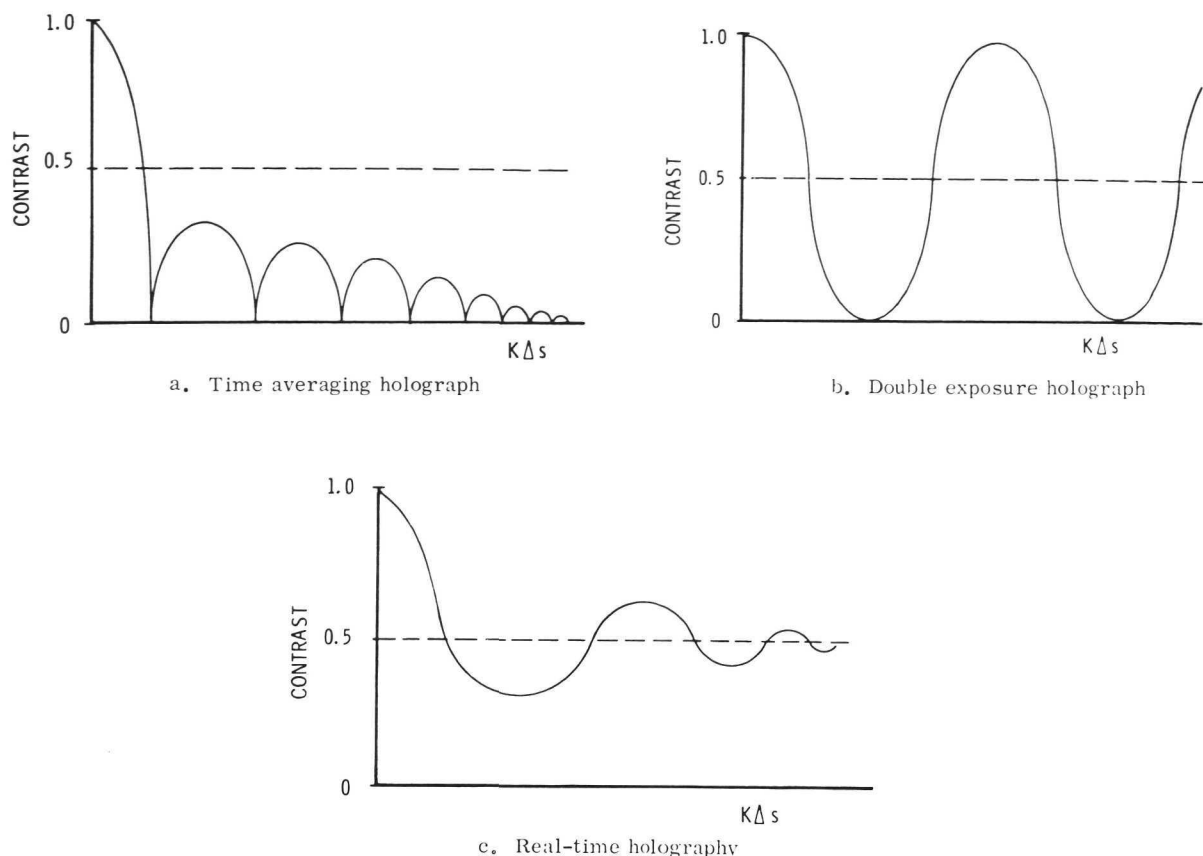 1.0
0.5
0
CONTRAST
KΔs
a. Time averaging holograph
1.0
0.5
0
CONTRAST
KΔs
b. Double exposure holograph
1.0
0.5
0
CONTRAST
KΔs
c. Real-time holography